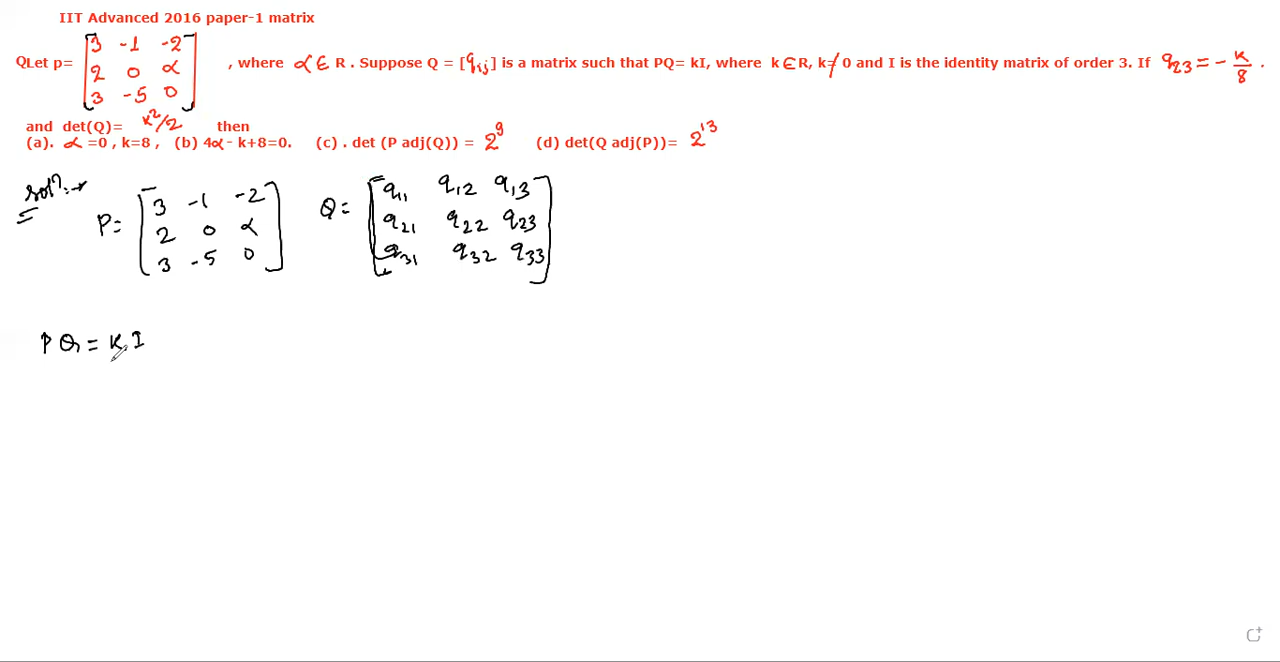 IIT Advanced 2016 paper-1 matrix
QLet p= [3 -1 -2
2 0 α
3 -5 0] , where α ∈ R . Suppose Q = [qij] is a matrix such that PQ= kI, where k ∈ R, k≠0 and I is the identity matrix of order 3. If q23 = - k/8 .
and det(Q)= k²/2 then
(a). α =0 , k=8 , (b) 4α - k+8=0. (c) . det (P adj(Q)) = 2⁹ (d) det(Q adj(P))= 2¹³
Solⁿ:→
P= [3 -1 -2
2 0 α
3 -5 0]
Q= [q11 q12 q13
q21 q22 q23
q31 q32 q33]
PQ = K I